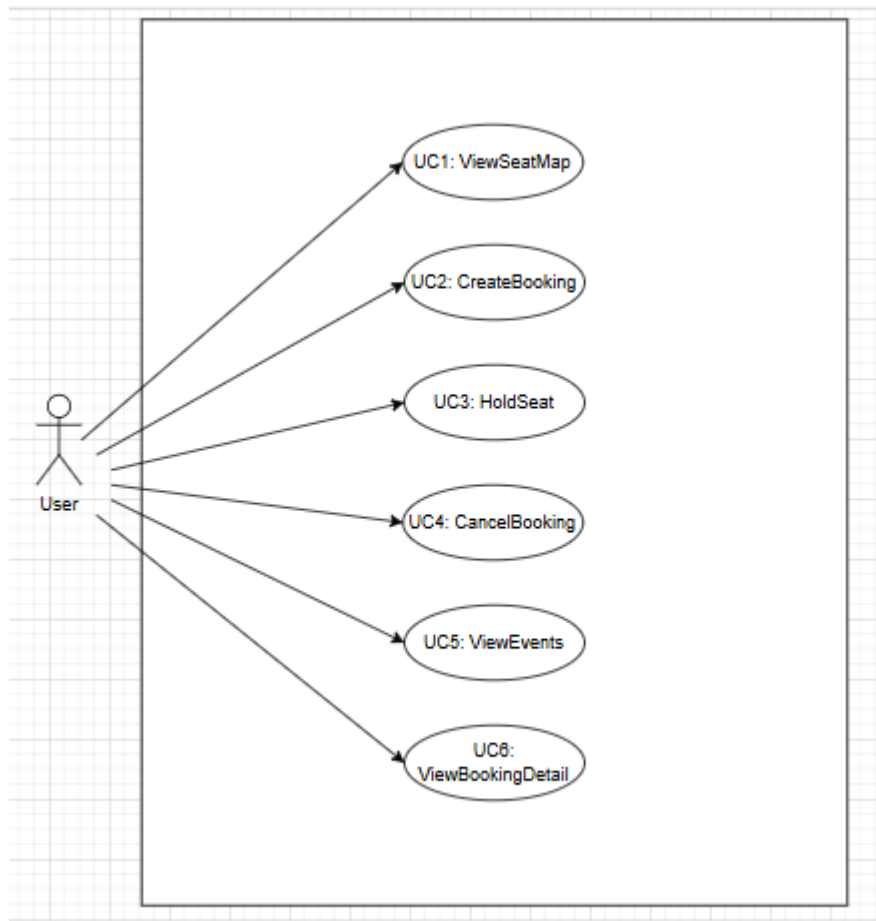 UC1: ViewSeatMap
UC2: CreateBooking
UC3: HoldSeat
User
UC4: CancelBooking
UC5: ViewEvents
UC6:
ViewBookingDetail